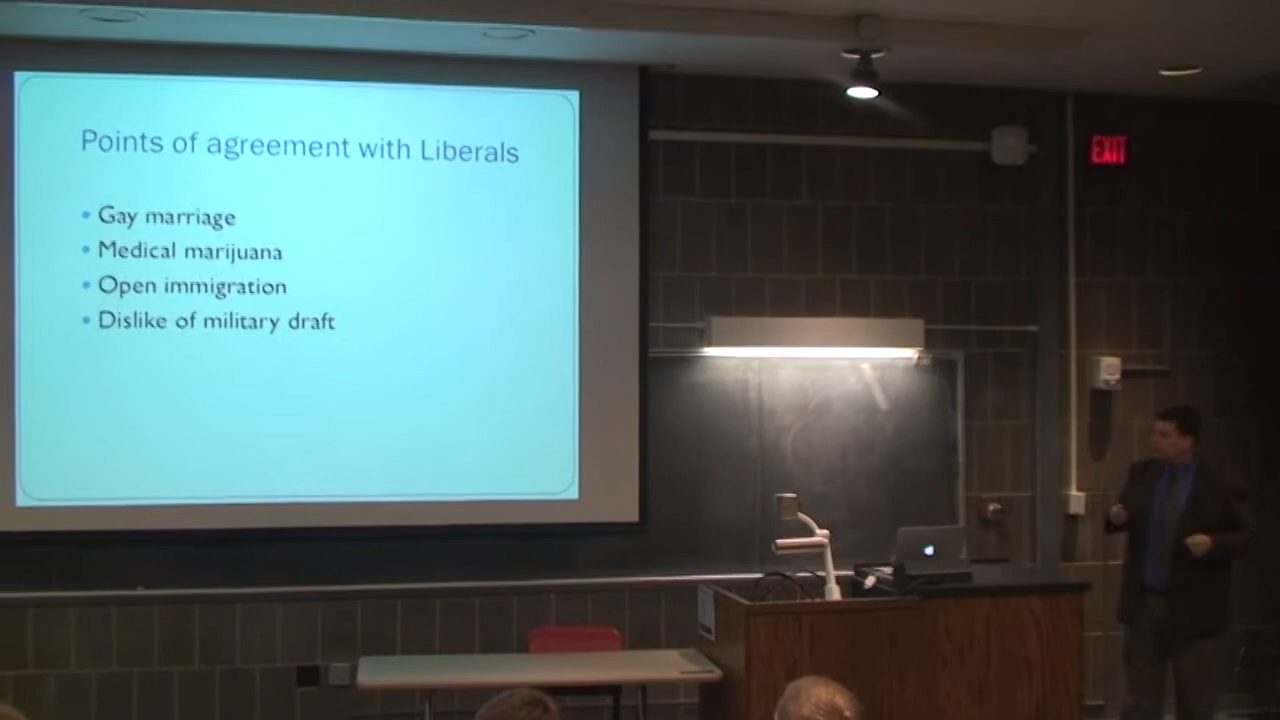 Points of agreement with Liberals
• Gay marriage
• Medical marijuana
• Open immigration
• Dislike of military draft
EXIT